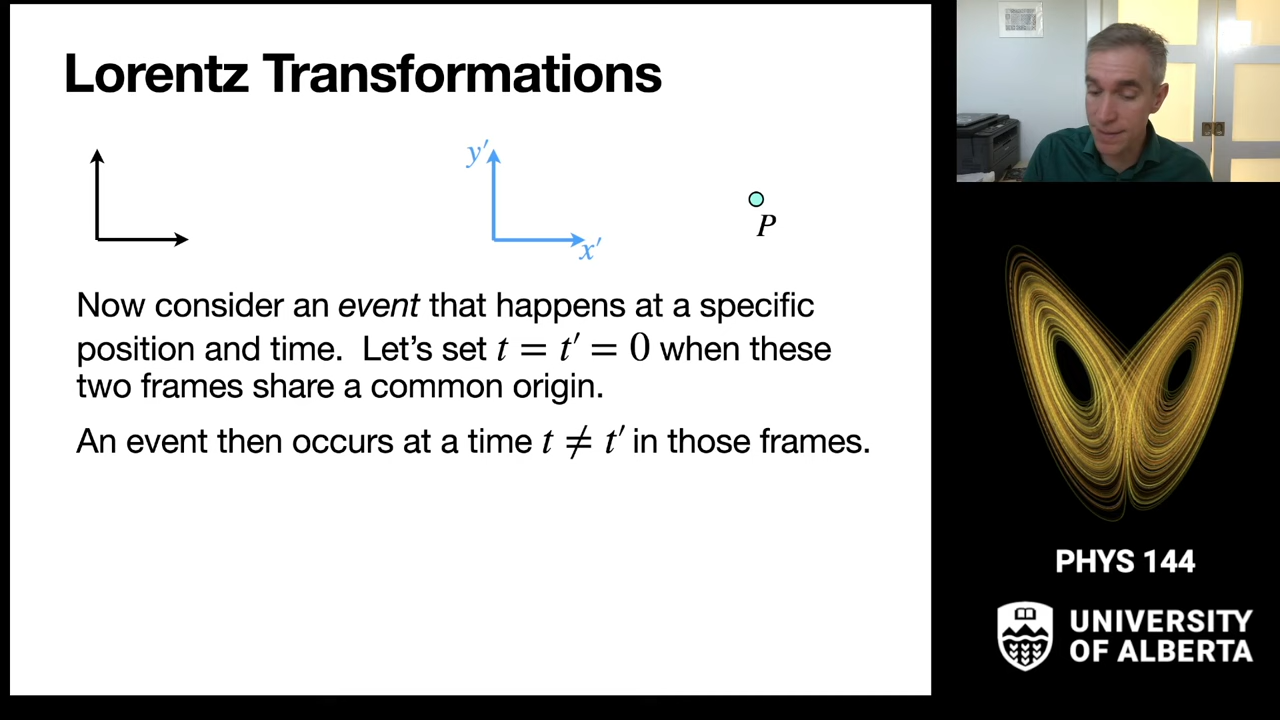 Lorentz Transformations
y′
x′
P
Now consider an event that happens at a specific
position and time. Let’s set t = t′ = 0 when these
two frames share a common origin.
An event then occurs at a time t ≠ t′ in those frames.
PHYS 144
UNIVERSITY
OF ALBERTA